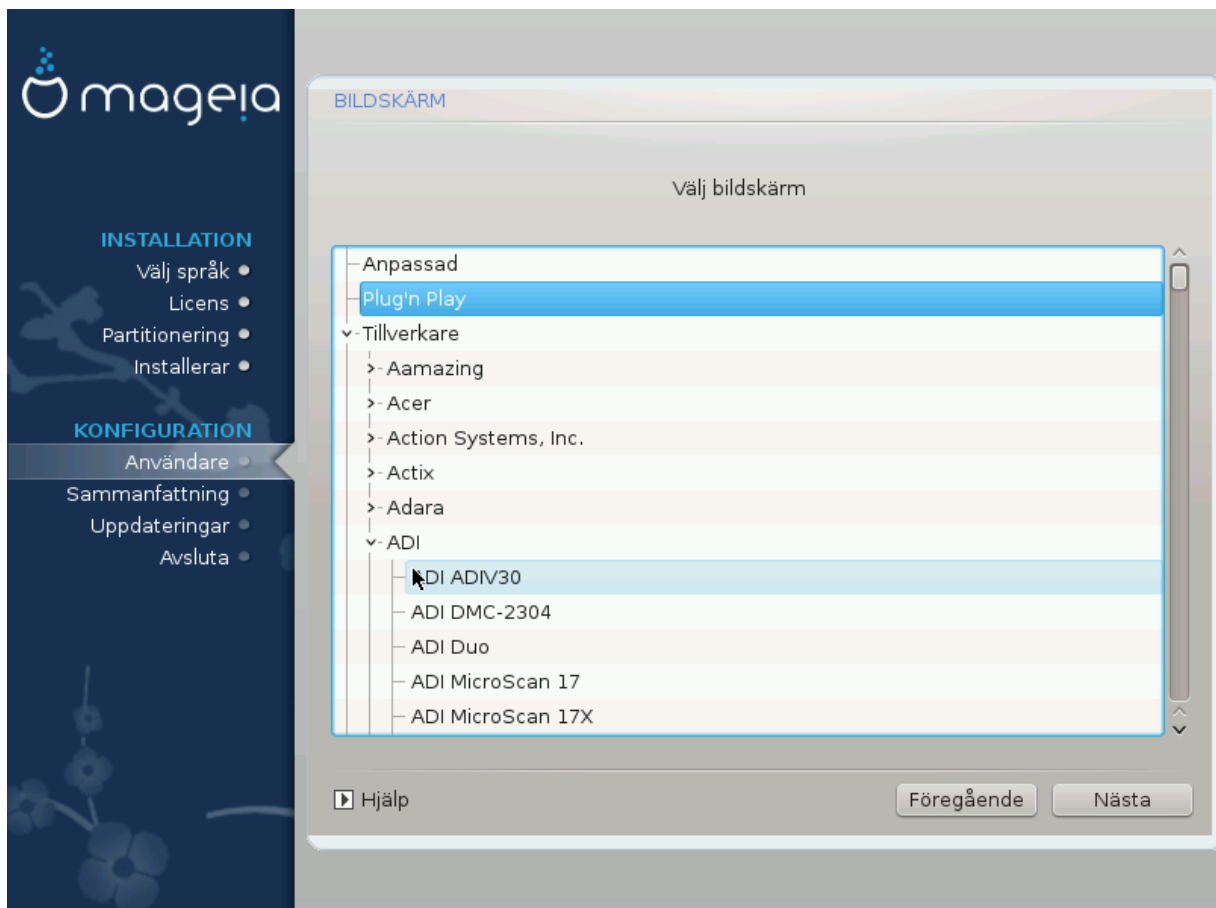 mageia
INSTALLATION
Välj språk
Licens
Partitionering
Installerar
KONFIGURATION
Användare
Sammanfattning
Uppdateringar
Avsluta
BILDSKÄRM
Välj bildskärm
Anpassad
Plug'n Play
Tillverkare
Aamazing
Acer
Action Systems, Inc.
Actix
Adara
ADI
ADI ADIV30
ADI DMC-2304
ADI Duo
ADI MicroScan 17
ADI MicroScan 17X
Hjälp
Föregående
Nästa